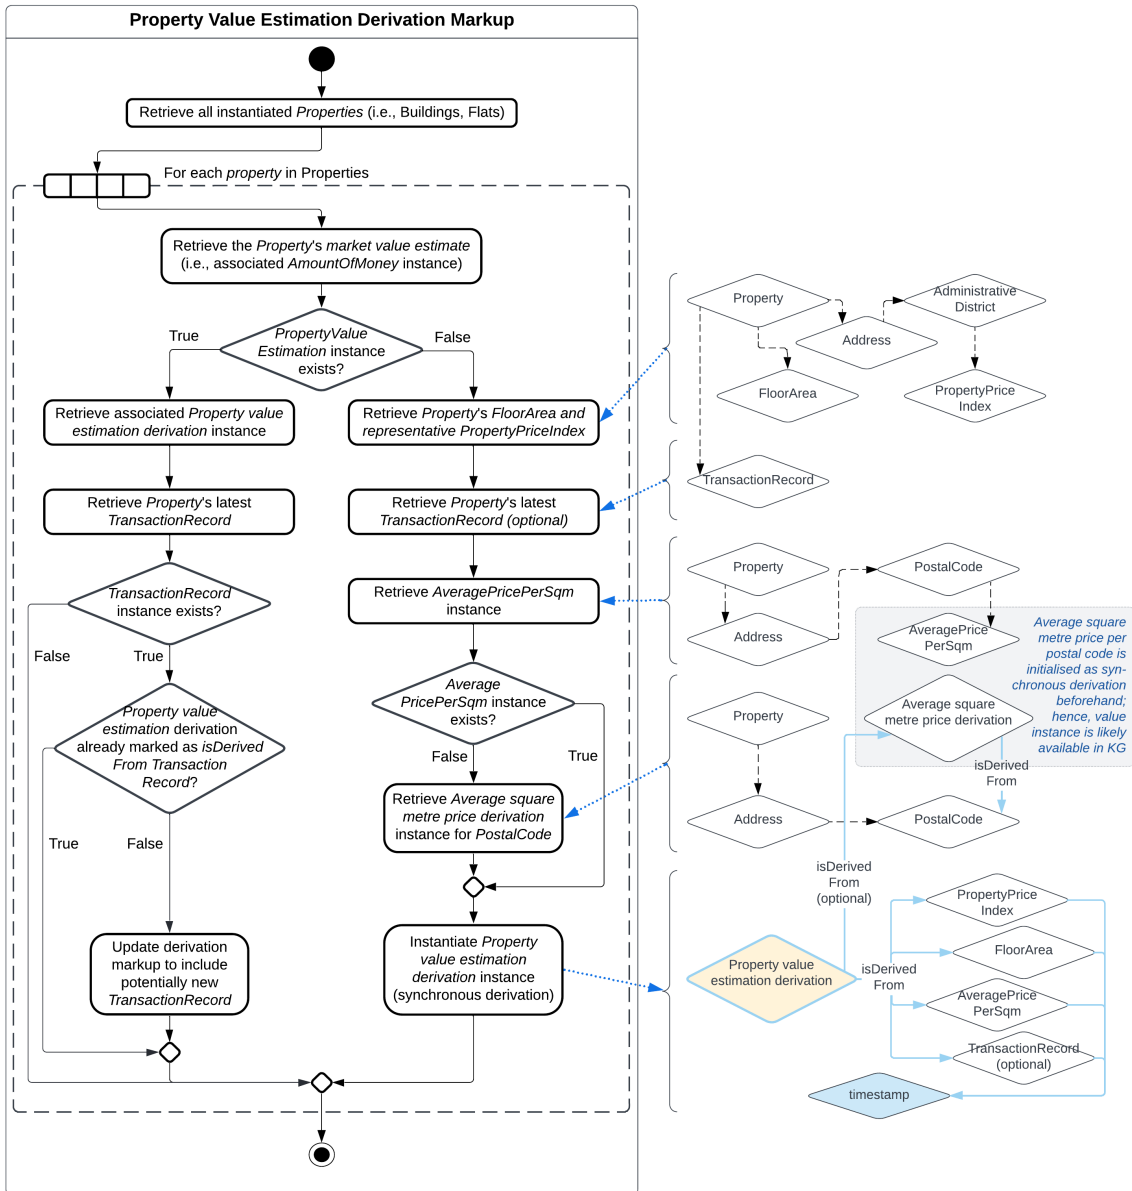 Property Value Estimation Derivation Markup
Retrieve all instantiated Properties (i.e., Buildings, Flats)
For each property in Properties
Retrieve the Property's market value estimate
(i.e., associated AmountOfMoney instance)
True
PropertyValue
Estimation instance
exists?
False
Retrieve associated Property value
estimation derivation instance
Retrieve Property's FloorArea and
representative PropertyPriceIndex
Retrieve Property's latest
TransactionRecord
Retrieve Property's latest
TransactionRecord (optional)
TransactionRecord
instance exists?
Retrieve AveragePricePerSqm
instance
False
True
Average
PricePerSqm instance
exists?
Property value
estimation derivation
already marked as isDerived
From Transaction
Record?
False
True
Retrieve Average square
metre price derivation
instance for PostalCode
True
False
Update derivation
markup to include
potentially new
TransactionRecord
Instantiate Property
value estimation
derivation instance
(synchronous derivation)
Property
Administrative
District
Address
FloorArea
PropertyPrice
Index
TransactionRecord
Property
PostalCode
Address
AveragePrice
PerSqm
Average square
metre price per
postal code is
initialised as syn-
chronous derivation
beforehand;
hence, value
instance is likely
available in KG
Property
Average square
metre price derivation
isDerived
From
Address
PostalCode
isDerived
From
(optional)
PropertyPrice
Index
Property value
estimation derivation
isDerived
From
FloorArea
AveragePrice
PerSqm
TransactionRecord
(optional)
timestamp